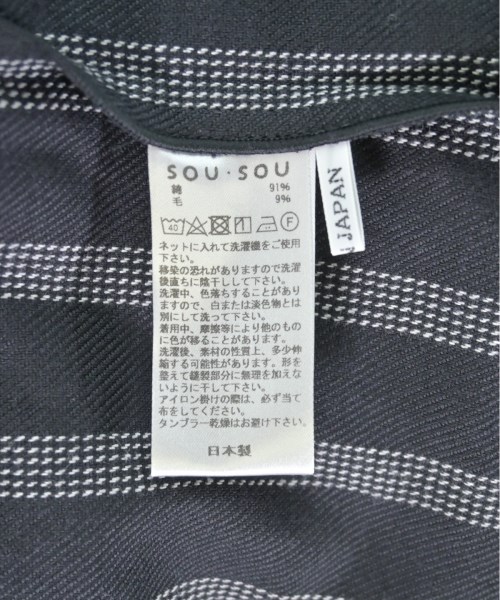 SOU・SOU
綿 91%
毛 9%
40 F
ネットに入れて洗濯機をご使用
下さい。
移染の恐れがありますので洗濯
後直ちに陰干しして下さい。
洗濯中、色落ちすることがあり
ますので、白または淡色物とは
別にして洗って下さい。
着用中、摩擦等により他のもの
に色が移ることがあります。
洗濯後、素材の性質上、多少伸
縮する可能性があります。形を
整えて縫製部分に無理を加えな
いように干して下さい。
アイロン掛けの際は、必ず当て
布をしてください。
タンブラー乾燥はお避け下さい。
日本製
JAPAN